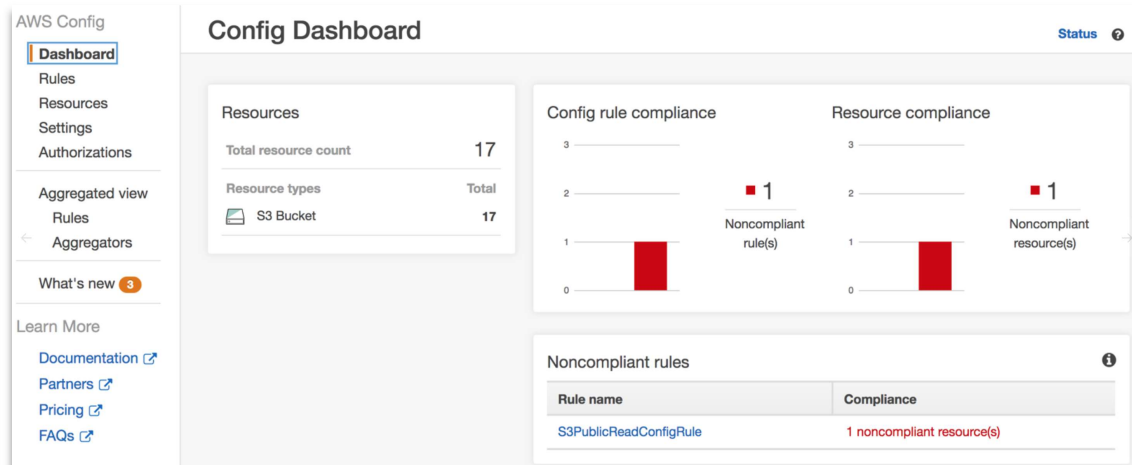 AWS Config
Dashboard
Rules
Resources
Settings
Authorizations
Aggregated view
Rules
Aggregators
What's new 3
Learn More
Documentation
Partners
Pricing
FAQs
Config Dashboard
Status
Resources
Total resource count 17
Resource types Total
S3 Bucket 17
Config rule compliance
3
2
1
0
1
Noncompliant
rule(s)
Resource compliance
3
2
1
0
1
Noncompliant
resource(s)
Noncompliant rules
Rule name Compliance
S3PublicReadConfigRule 1 noncompliant resource(s)